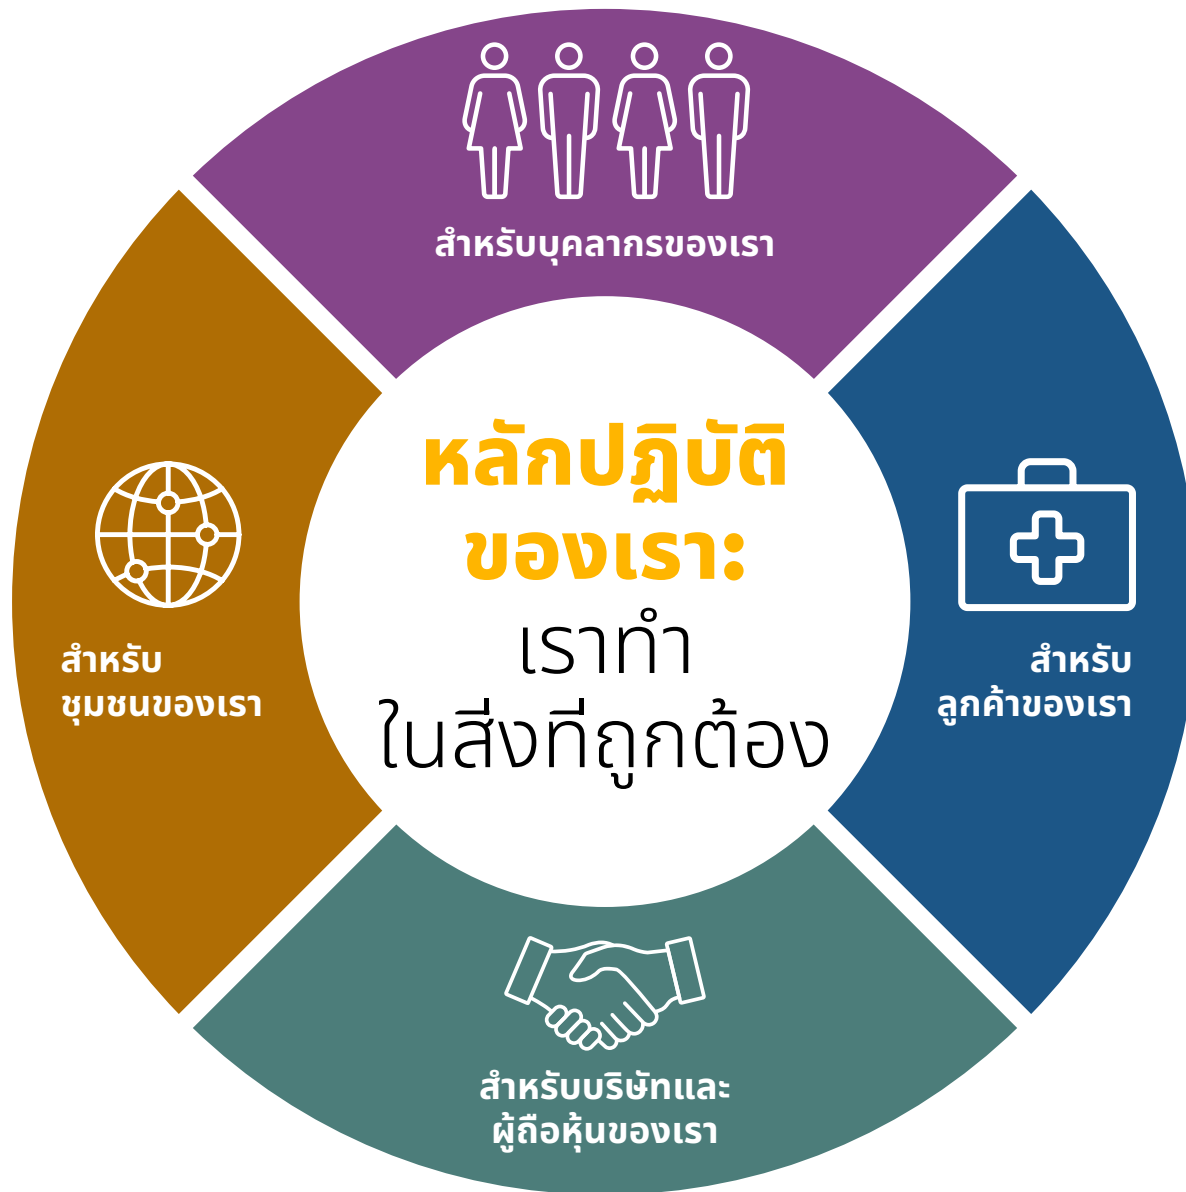 สำหรับบุคลากรของเรา
หลักปฏิบัติ
ของเรา:
เราทำ
ในสิ่งที่ถูกต้อง
สำหรับ
ชุมชนของเรา
สำหรับ
ลูกค้าของเรา
สำหรับบริษัทและ
ผู้ถือหุ้นของเรา